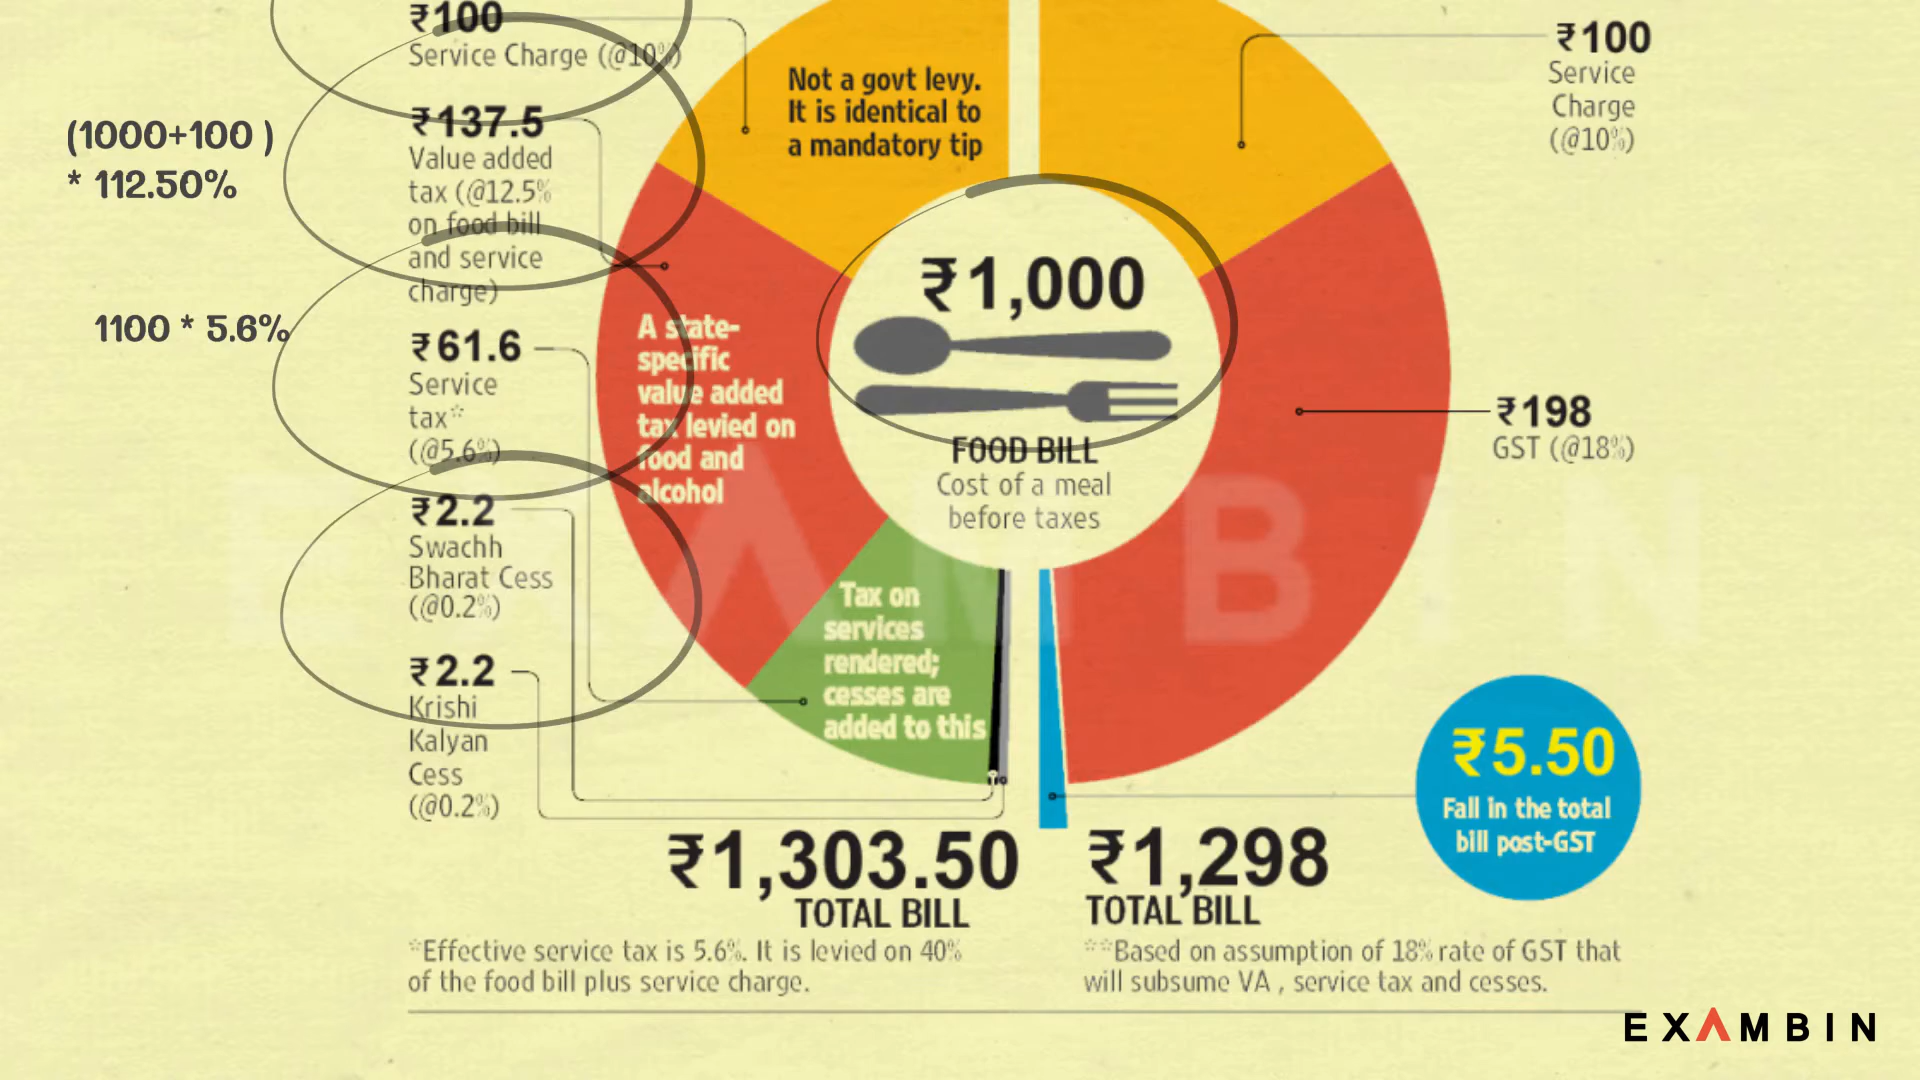 ₹100
Service Charge (@10%)
₹137.5
Value added
tax (@12.5%
on food bill
and service
charge)
₹61.6
Service
tax*
(@5.6%)
₹2.2
Swachh
Bharat Cess
(@0.2%)
₹2.2
Krishi
Kalyan
Cess
(@0.2%)
(1000+100 )
* 112.50%
1100 * 5.6%
Not a govt levy.
It is identical to
a mandatory tip
A state-
specific
value added
tax levied on
food and
alcohol
Tax on
services
rendered;
cesses are
added to this
₹1,000
FOOD BILL
Cost of a meal
before taxes
₹100
Service
Charge
(@10%)
₹198
GST (@18%)
₹5.50
Fall in the total
bill post-GST
₹1,303.50
TOTAL BILL
₹1,298
TOTAL BILL
*Effective service tax is 5.6%. It is levied on 40%
of the food bill plus service charge.
**Based on assumption of 18% rate of GST that
will subsume VA , service tax and cesses.
EXAMBIN
EXAMBIN